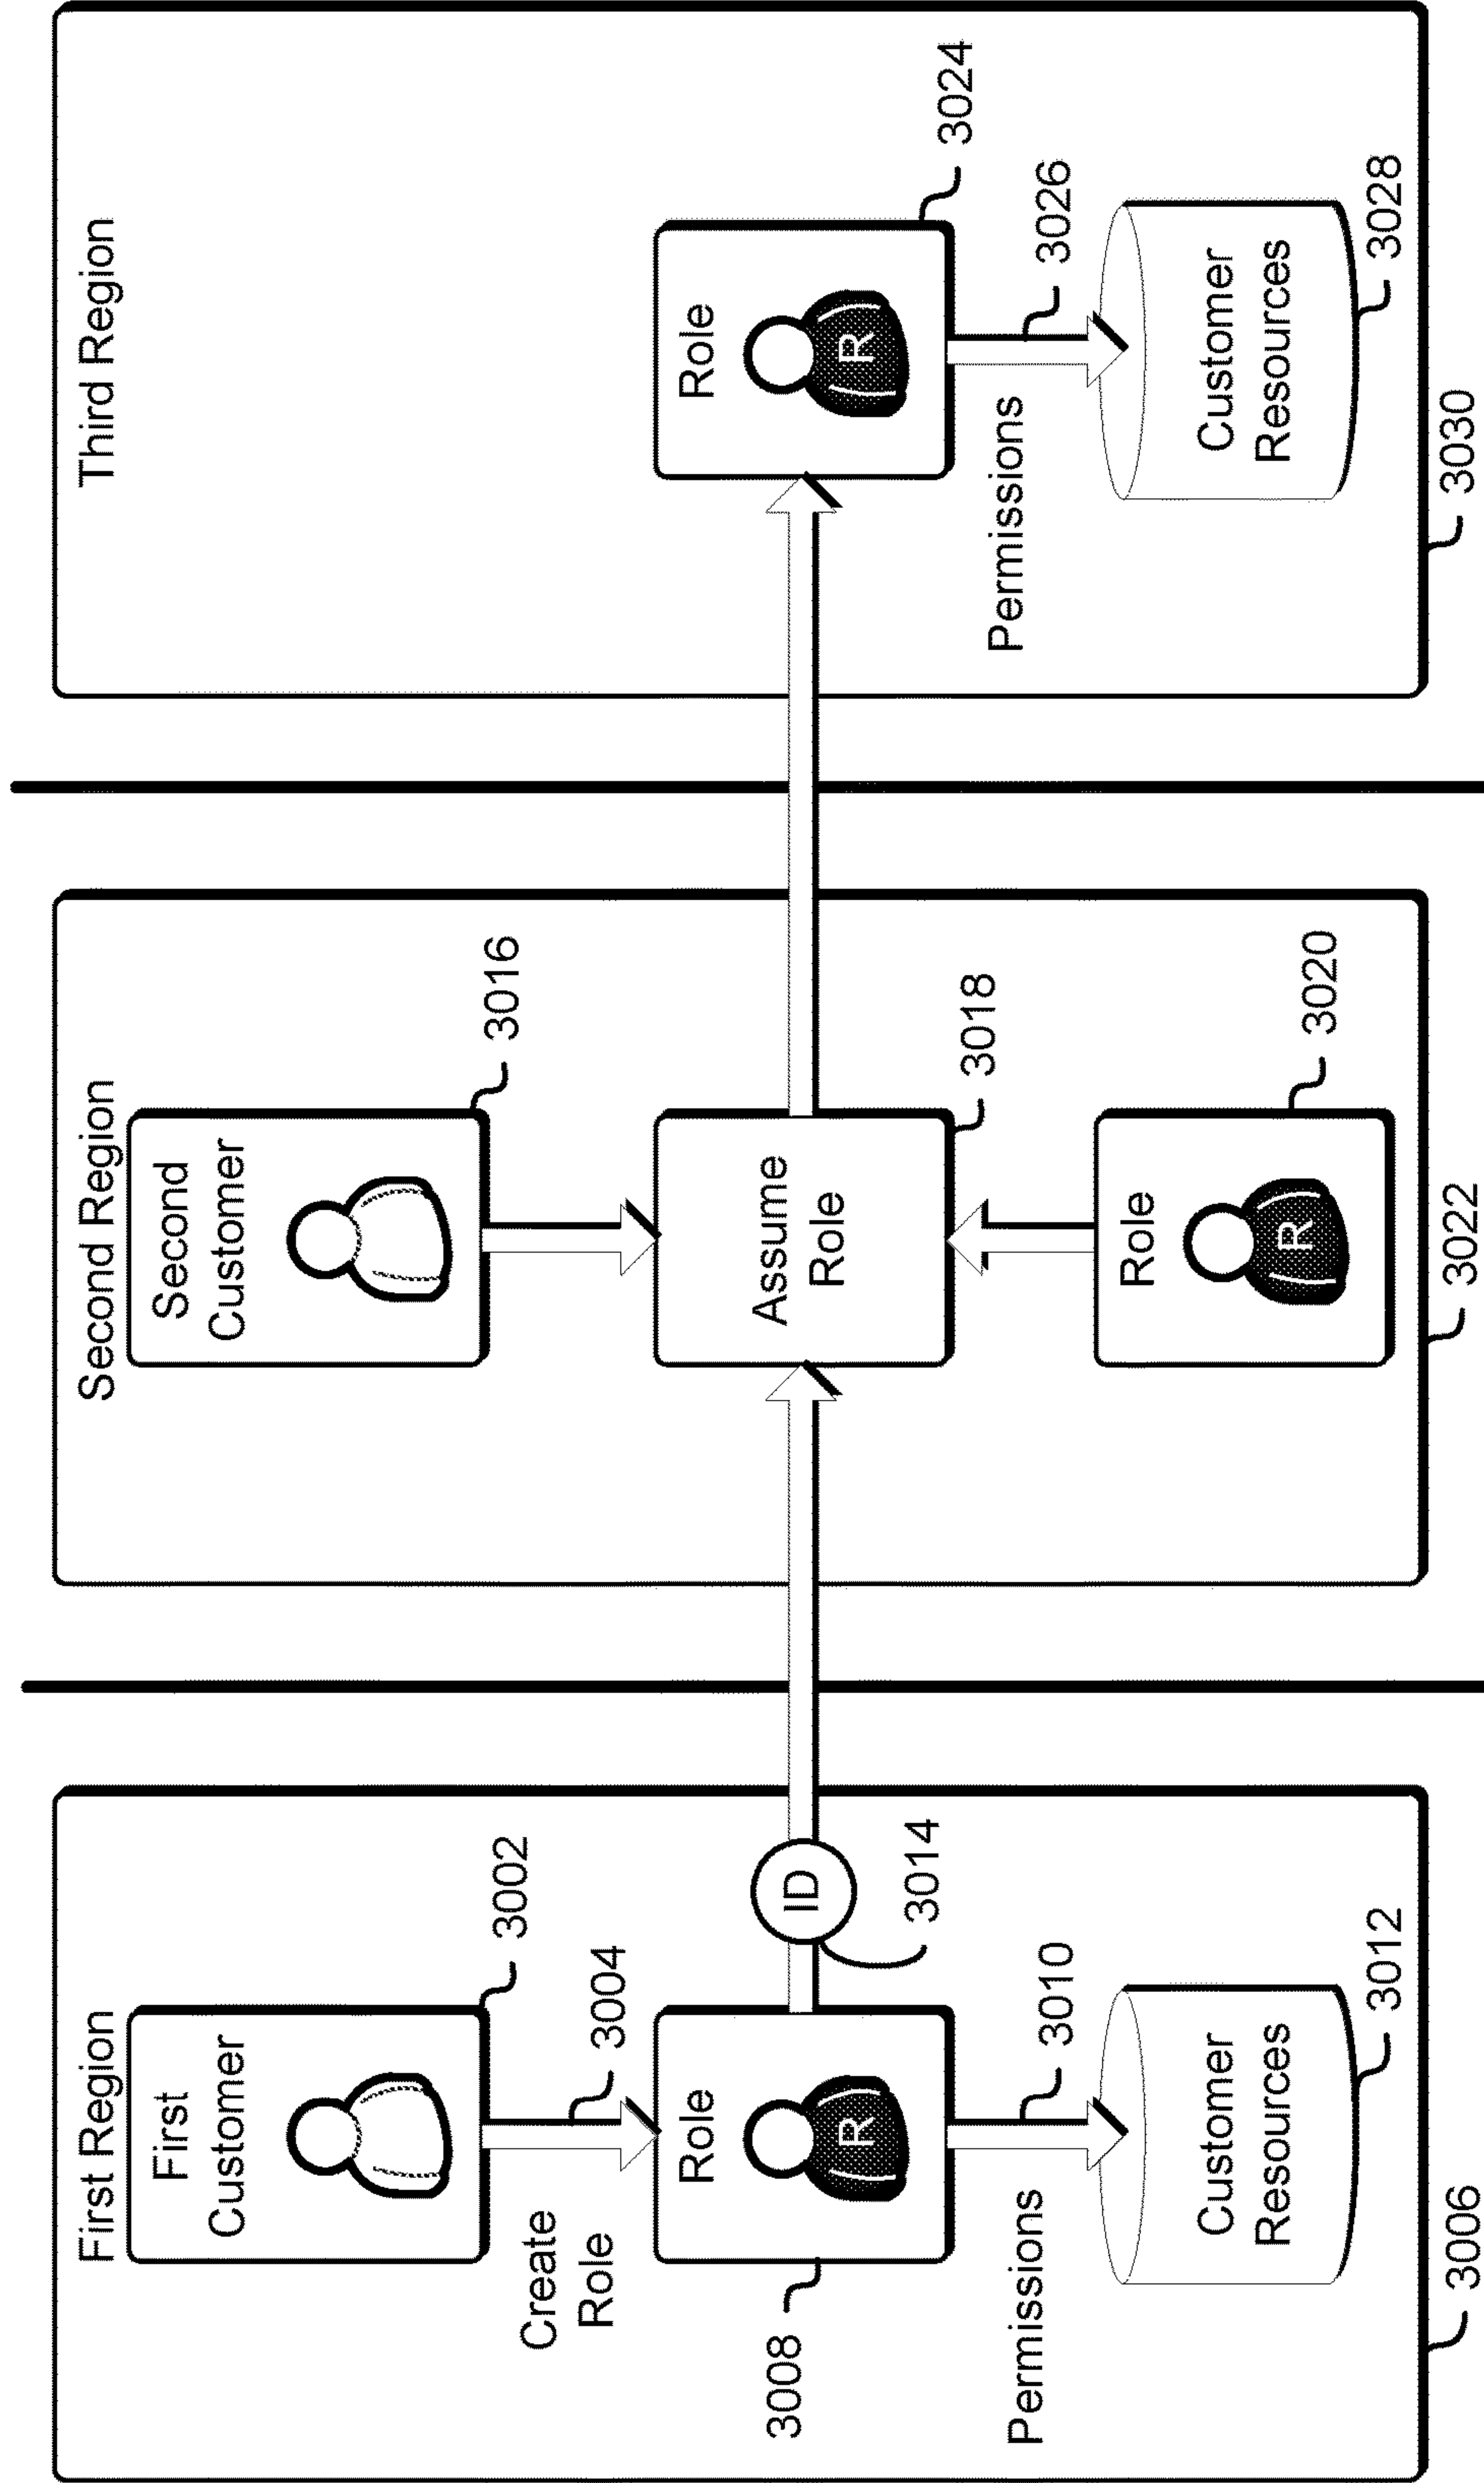 First Region
First
Customer
3002
Create
Role
3004
Role
R
3008
ID
3014
Permissions
3010
Customer
Resources
3012
3006
Second Region
Second
Customer
3016
Assume
Role
3018
Role
R
3020
3022
Third Region
Role
R
3024
Permissions
3026
Customer
Resources
3028
3030